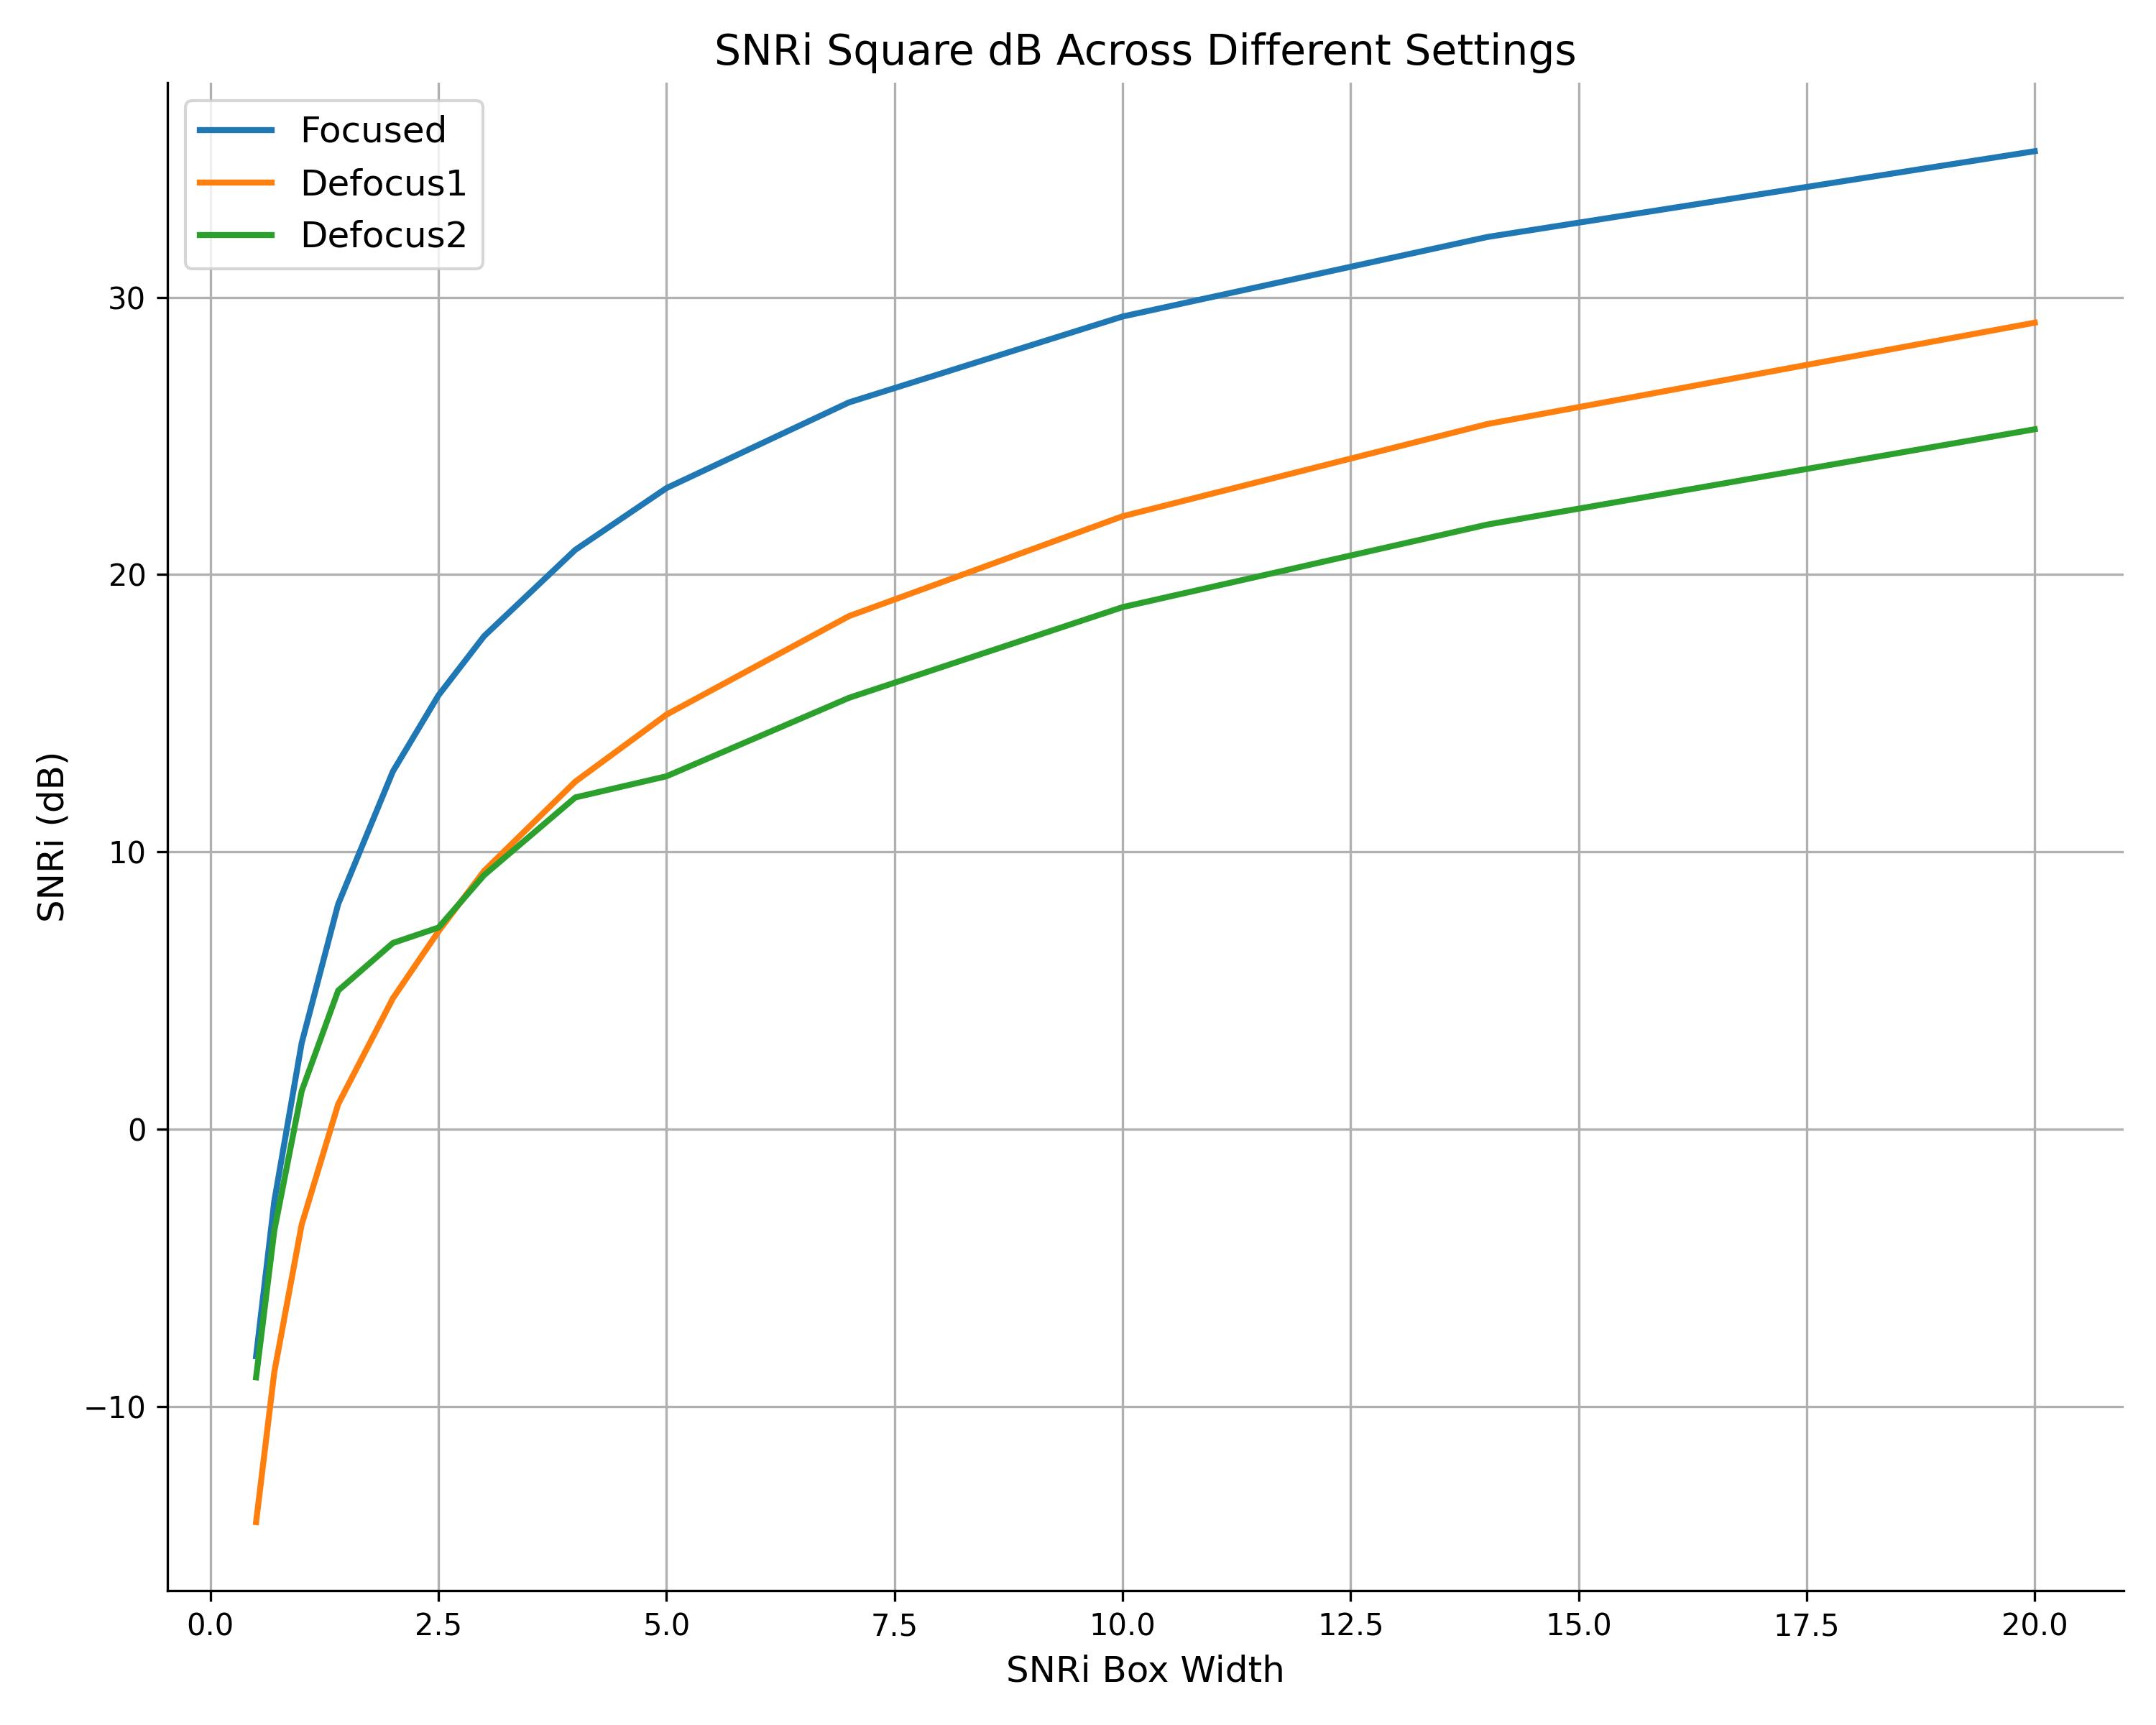 SNRi Square dB Across Different Settings
Focused
Defocus1
Defocus2
30
20
10
0
−10
SNRi (dB)
0.0 2.5 5.0 7.5 10.0 12.5 15.0 17.5 20.0
SNRi Box Width